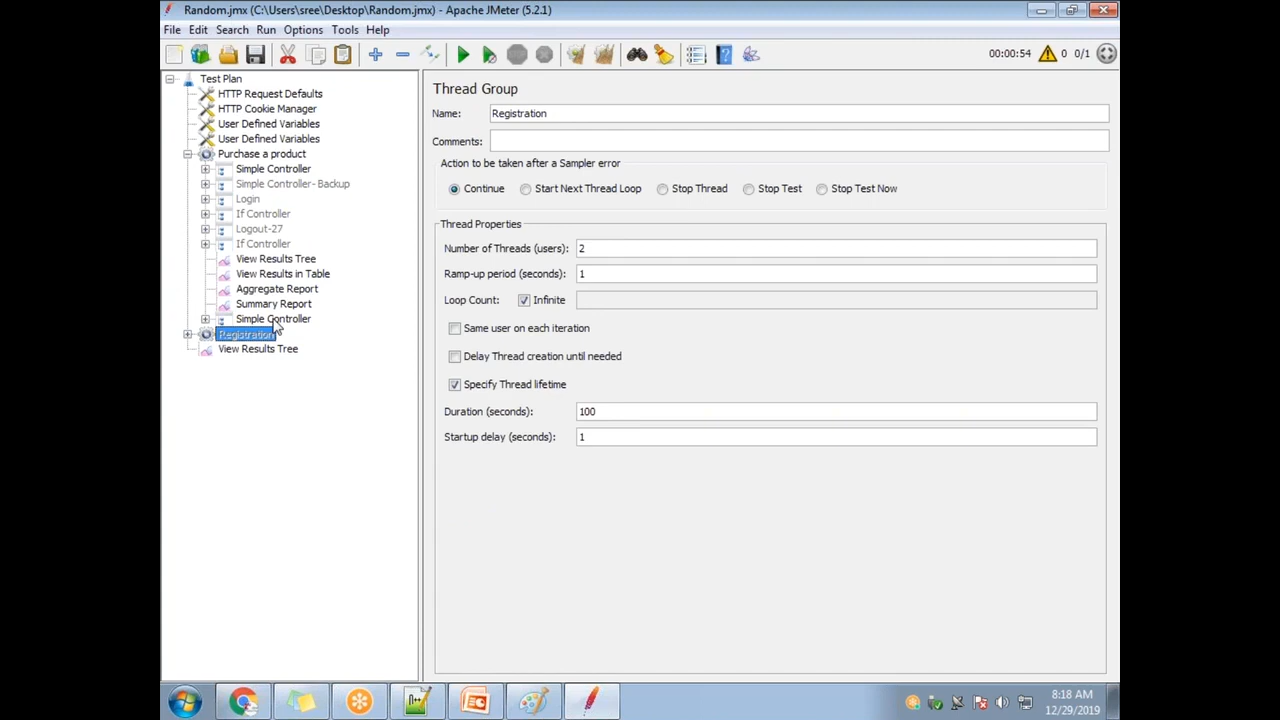 Random.jmx (C:\Users\sree\Desktop\Random.jmx) - Apache JMeter (5.2.1)
File Edit Search Run Options Tools Help
00:00:54 0 0/1
Test Plan
HTTP Request Defaults
HTTP Cookie Manager
User Defined Variables
User Defined Variables
Purchase a product
Simple Controller
Simple Controller- Backup
Login
If Controller
Logout-27
If Controller
View Results Tree
View Results in Table
Aggregate Report
Summary Report
Simple Controller
Registration
View Results Tree
Thread Group
Name: Registration
Comments:
Action to be taken after a Sampler error
Continue Start Next Thread Loop Stop Thread Stop Test Stop Test Now
Thread Properties
Number of Threads (users): 2
Ramp-up period (seconds): 1
Loop Count: Infinite
Same user on each iteration
Delay Thread creation until needed
Specify Thread lifetime
Duration (seconds): 100
Startup delay (seconds): 1
8:18 AM
12/29/2019